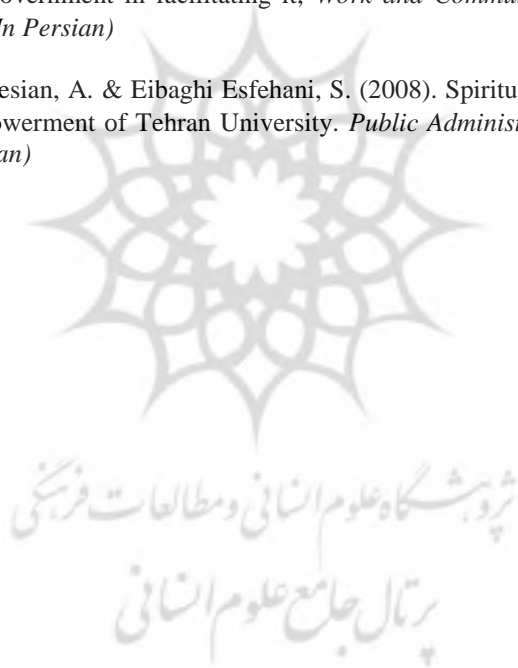 overnment in facilitating it, Work and Commu
In Persian)
esian, A. & Eibaghi Esfehani, S. (2008). Spiritu
owerment of Tehran University. Public Adminis
an)
پژوهشگاه علوم انسانی و مطالعات فرهنگی
پرتال جامع علوم انسانی